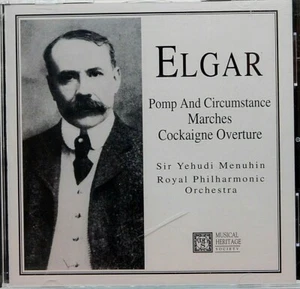 ELGAR
Pomp And Circumstance
Marches
Cockaigne Overture
Sir Yehudi Menuhin
Royal Philharmonic
Orchestra
MUSICAL
HERITAGE
SOCIETY